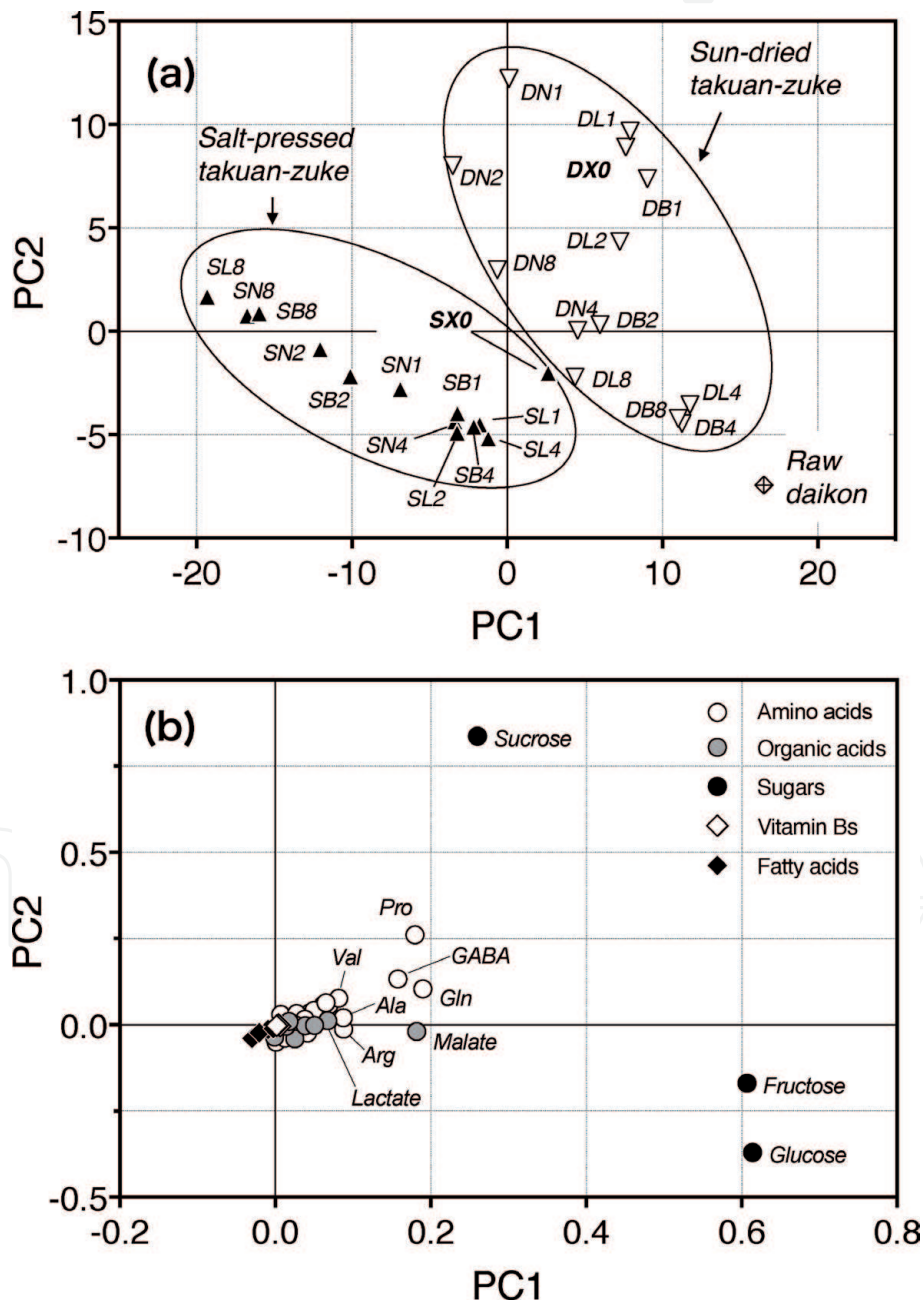 15
(a)
Sun-dried
takuan-zuke
DN1
10
DL1
Salt-pressed
takuan-zuke
DX0
DN2
DB1
5
DL2
SL8
DN8
SN8
SB8
SX0
DN4
DB2
PC2
0
SN2
SN1
SB1
DL8
DL4
SB2
SL1
DB8
DB4
-5
SN4
SB4
SL4
SL2
Raw
daikon
-10
-20
-10
0
10
20
PC1
1.0
(b)
Sucrose
Amino acids
Organic acids
Sugars
Vitamin Bs
Fatty acids
0.5
Pro
GABA
Val
Gln
Ala
PC2
0.0
Malate
Arg
Lactate
Fructose
Glucose
-0.5
-0.2
0.0
0.2
0.4
0.6
0.8
PC1